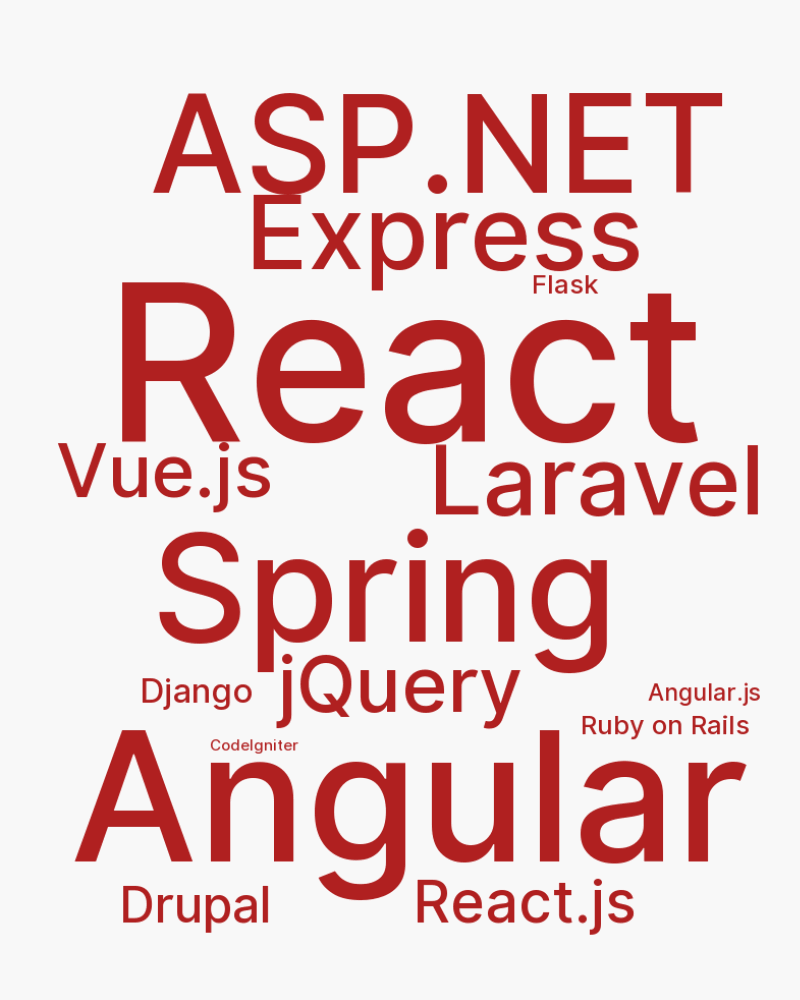 ASP.NET
Express
Flask
React
Vue.js
Laravel
Spring
jQuery
Django
Angular.js
Ruby on Rails
CodeIgniter
Angular
Drupal
React.js